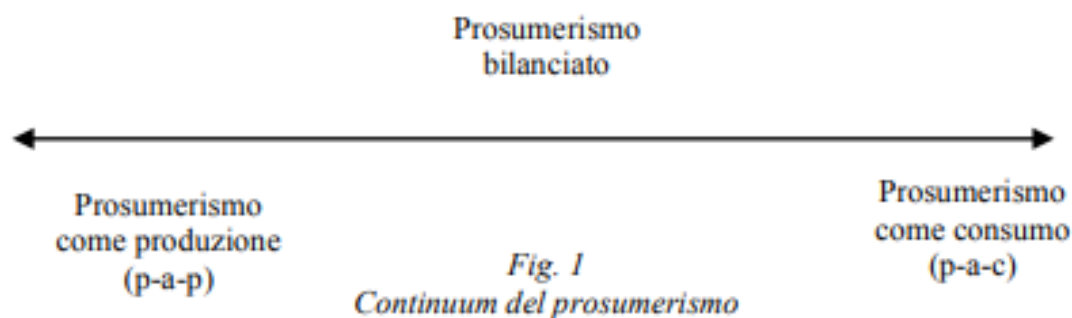 Prosumerismo
bilanciato
Prosumerismo
come produzione
(p-a-p)
Prosumerismo
come consumo
(p-a-c)
Fig. 1
Continuum del prosumerismo